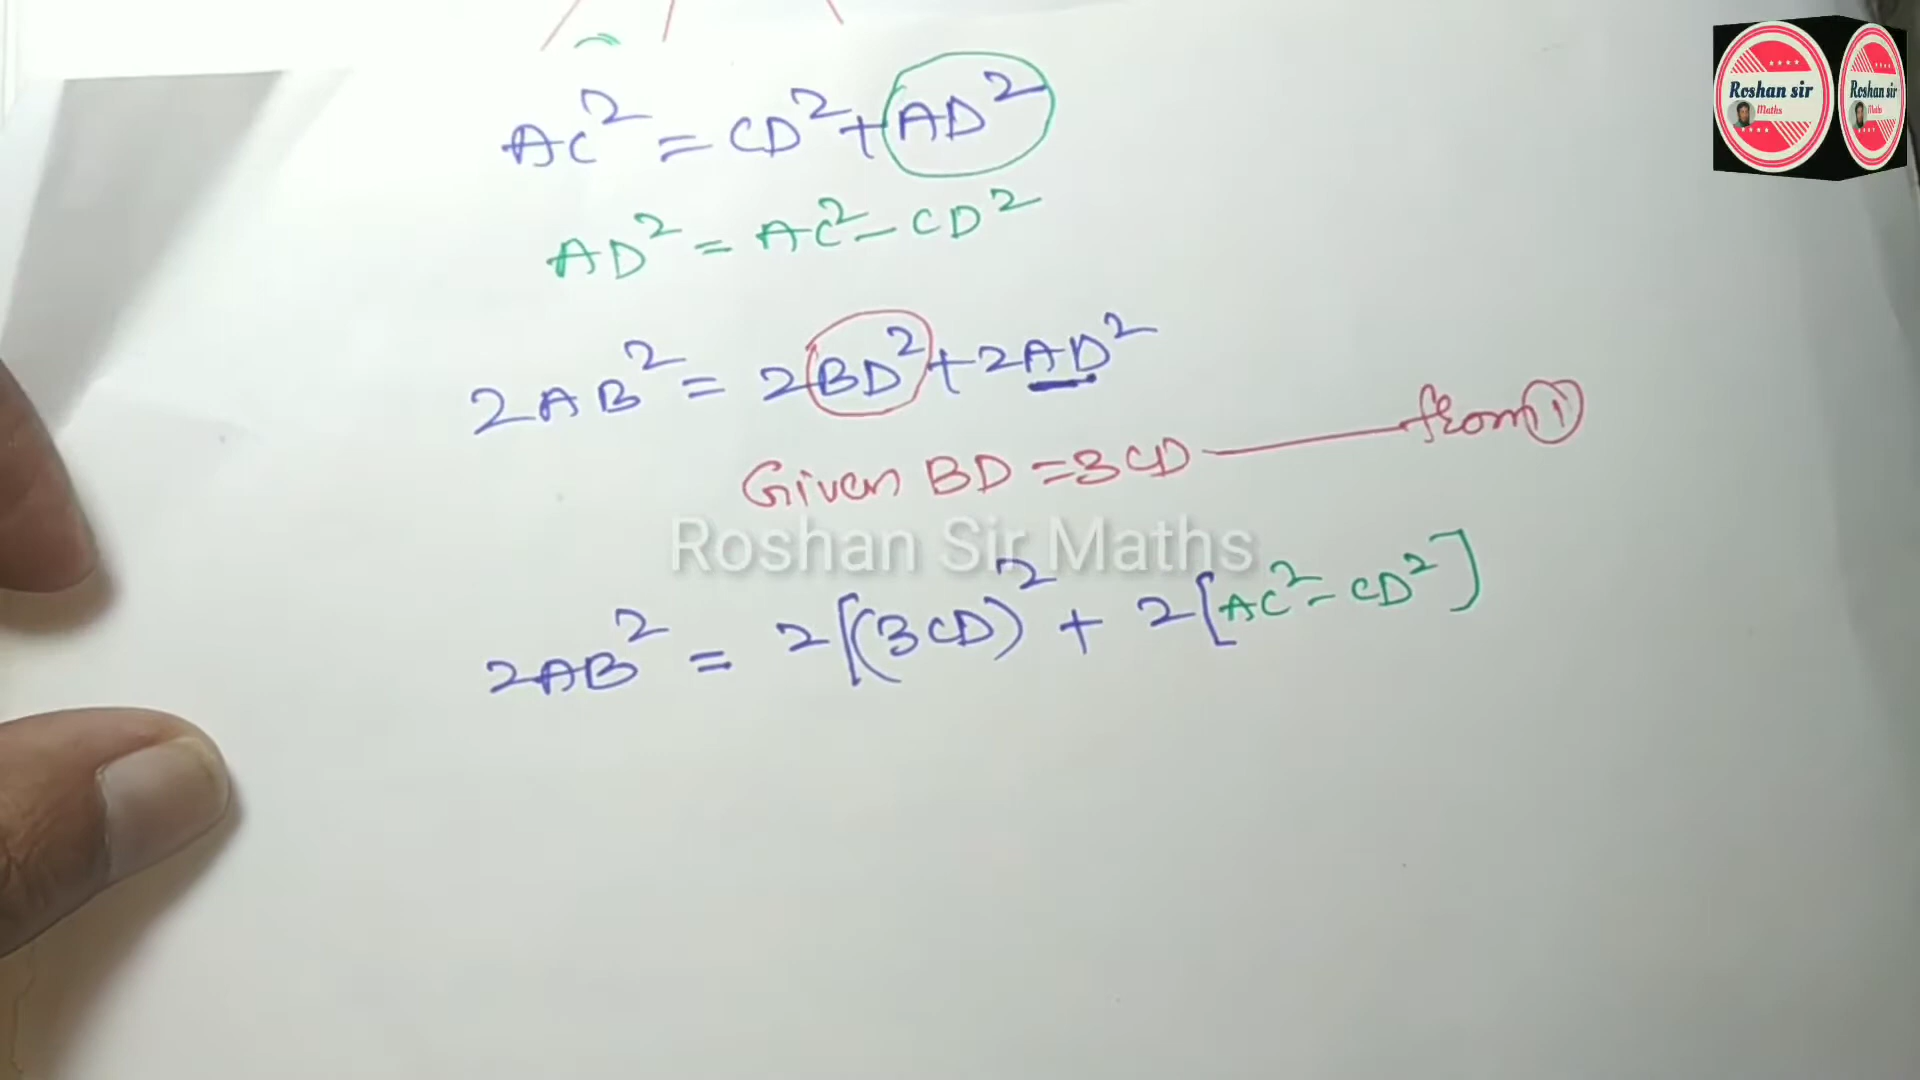 Roshan sir
Maths
Roshan sir
Maths
AC² = CD² + AD²
AD² = AC² - CD²
2AB² = 2BD² + 2AD²
Given BD = 3CD ——— from ①
Roshan Sir Maths
2AB² = 2[(3CD)² + 2[AC² - CD²]